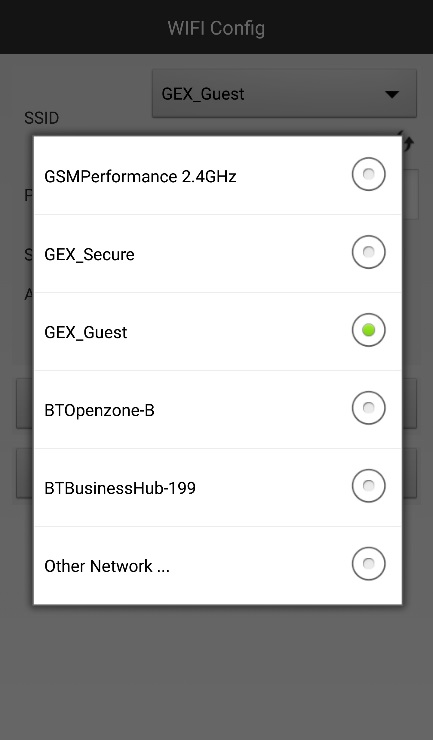 WIFI Config
GEX_Guest
SSID
GSMPerformance 2.4GHz
GEX_Secure
GEX_Guest
BTOpenzone-B
BTBusinessHub-199
Other Network ...